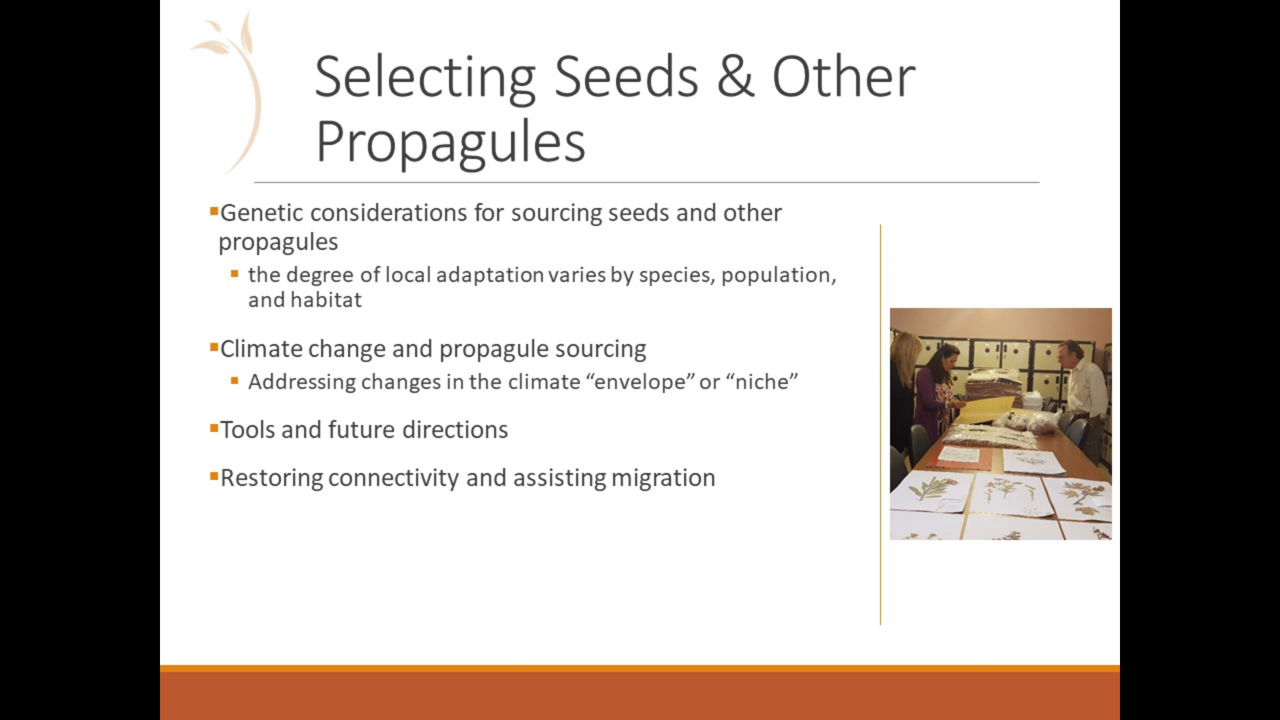 Selecting Seeds & Other
Propagules
▪Genetic considerations for sourcing seeds and other
propagules
▪ the degree of local adaptation varies by species, population,
and habitat
▪Climate change and propagule sourcing
▪ Addressing changes in the climate “envelope” or “niche”
▪Tools and future directions
▪Restoring connectivity and assisting migration